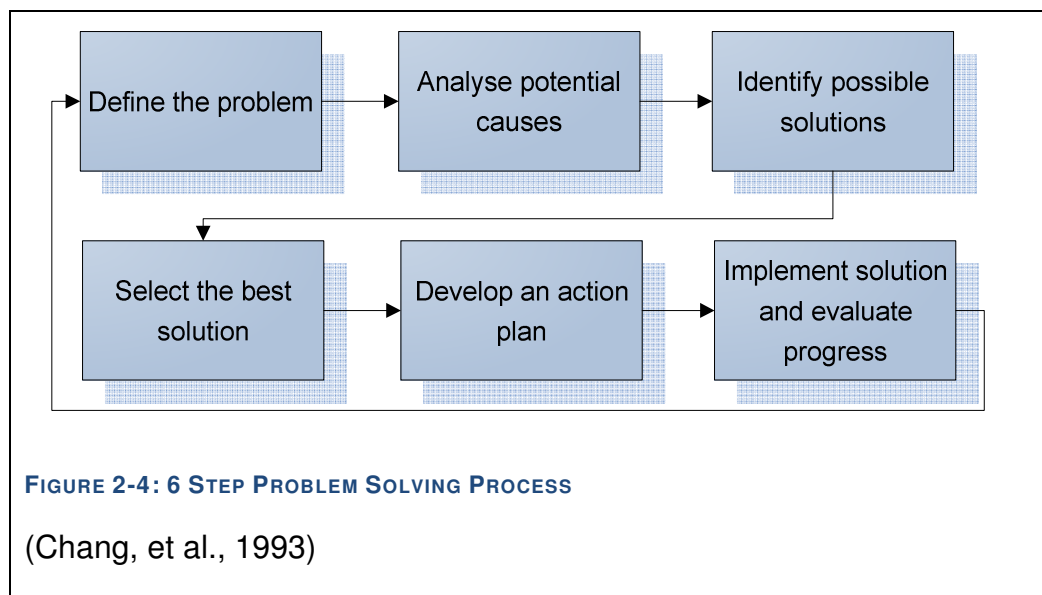 Define the problem
Analyse potential
causes
Identify possible
solutions
Select the best
solution
Develop an action
plan
Implement solution
and evaluate
progress
FIGURE 2-4: 6 STEP PROBLEM SOLVING PROCESS
(Chang, et al., 1993)